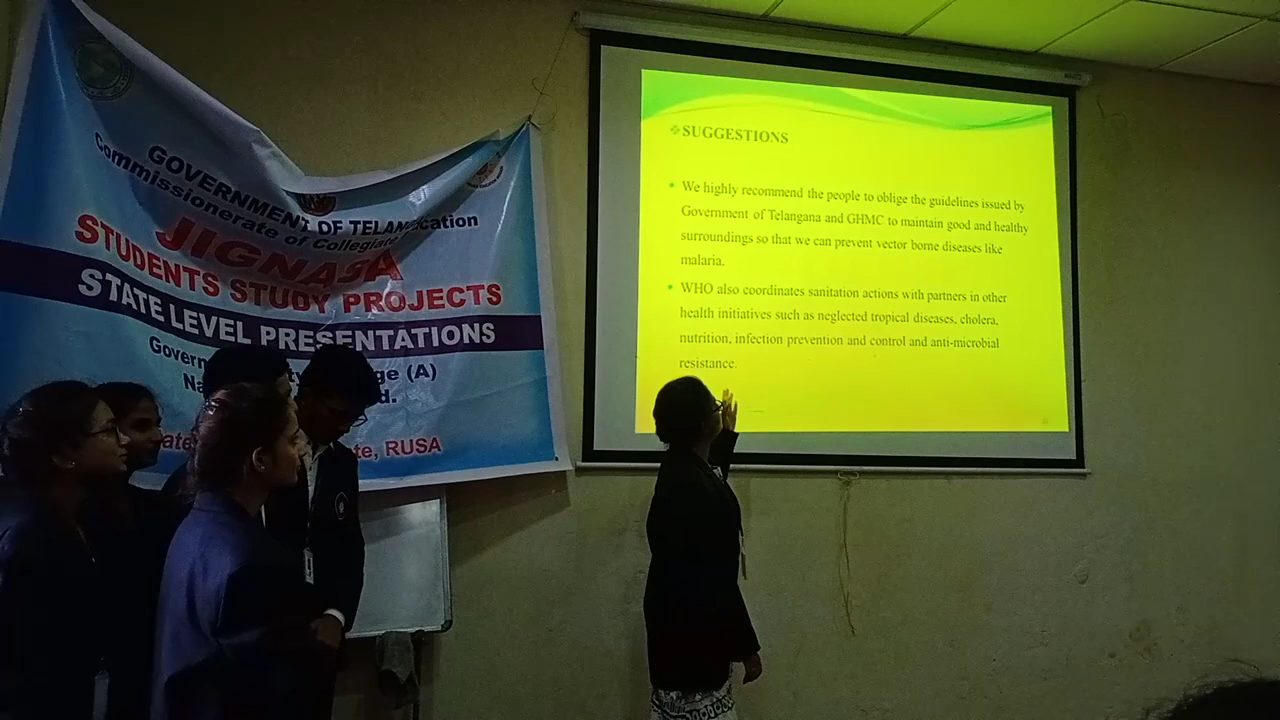 GOVERNMENT OF TELAN
Commissionerate of Collegiate
cation
JIGNASA
STUDENTS STUDY PROJECTS
STATE LEVEL PRESENTATIONS
Govern
ge (A)
Na
d.
te, RUSA
❖SUGGESTIONS
• We highly recommend the people to oblige the guidelines issued by
Government of Telangana and GHMC to maintain good and healthy
surroundings so that we can prevent vector borne diseases like
malaria.
• WHO also coordinates sanitation actions with partners in other
health initiatives such as neglected tropical diseases, cholera,
nutrition, infection prevention and control and anti-microbial
resistance.